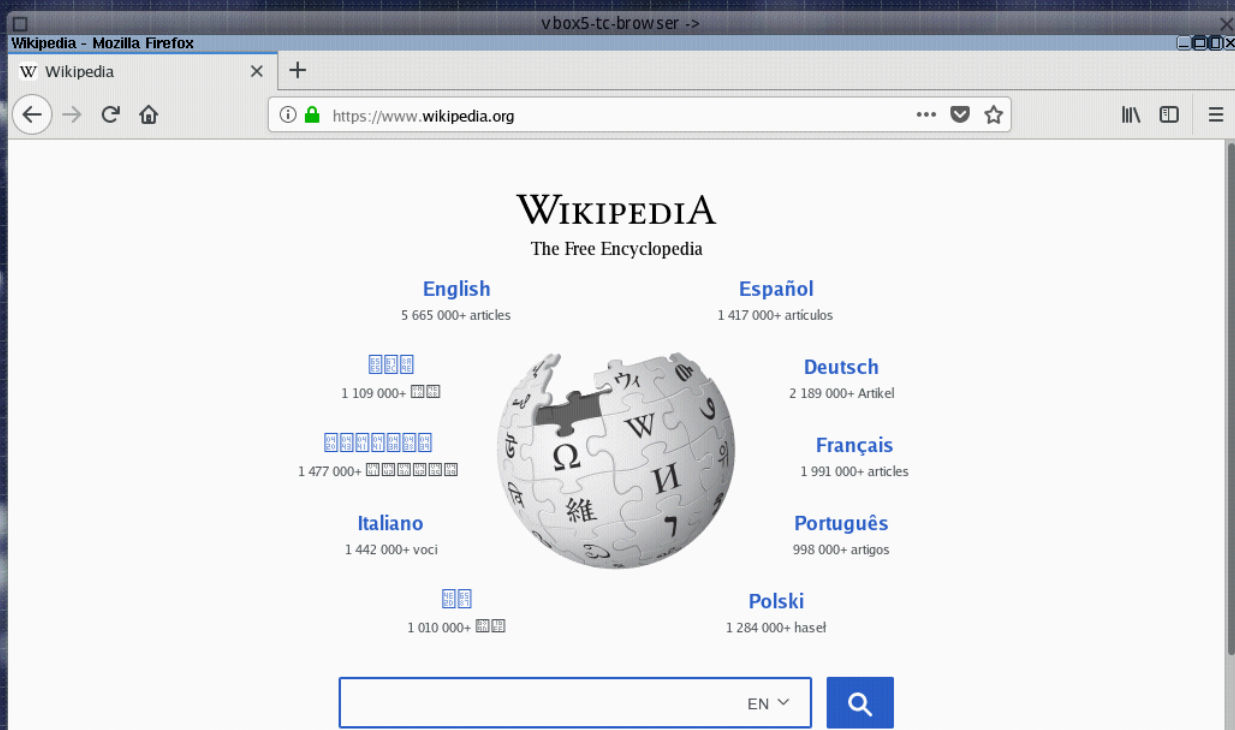 vbox5-tc-browser ->
Wikipedia - Mozilla Firefox
Wikipedia
https://www.wikipedia.org
WIKIPEDIA
The Free Encyclopedia
English
5 665 000+ articles
Español
1 417 000+ artículos
1 109 000+
Deutsch
2 189 000+ Artikel
1 477 000+
Français
1 991 000+ articles
Italiano
1 442 000+ voci
Português
998 000+ artigos
1 010 000+
Polski
1 284 000+ haseł
Ω
W
И
維
ウィ
EN